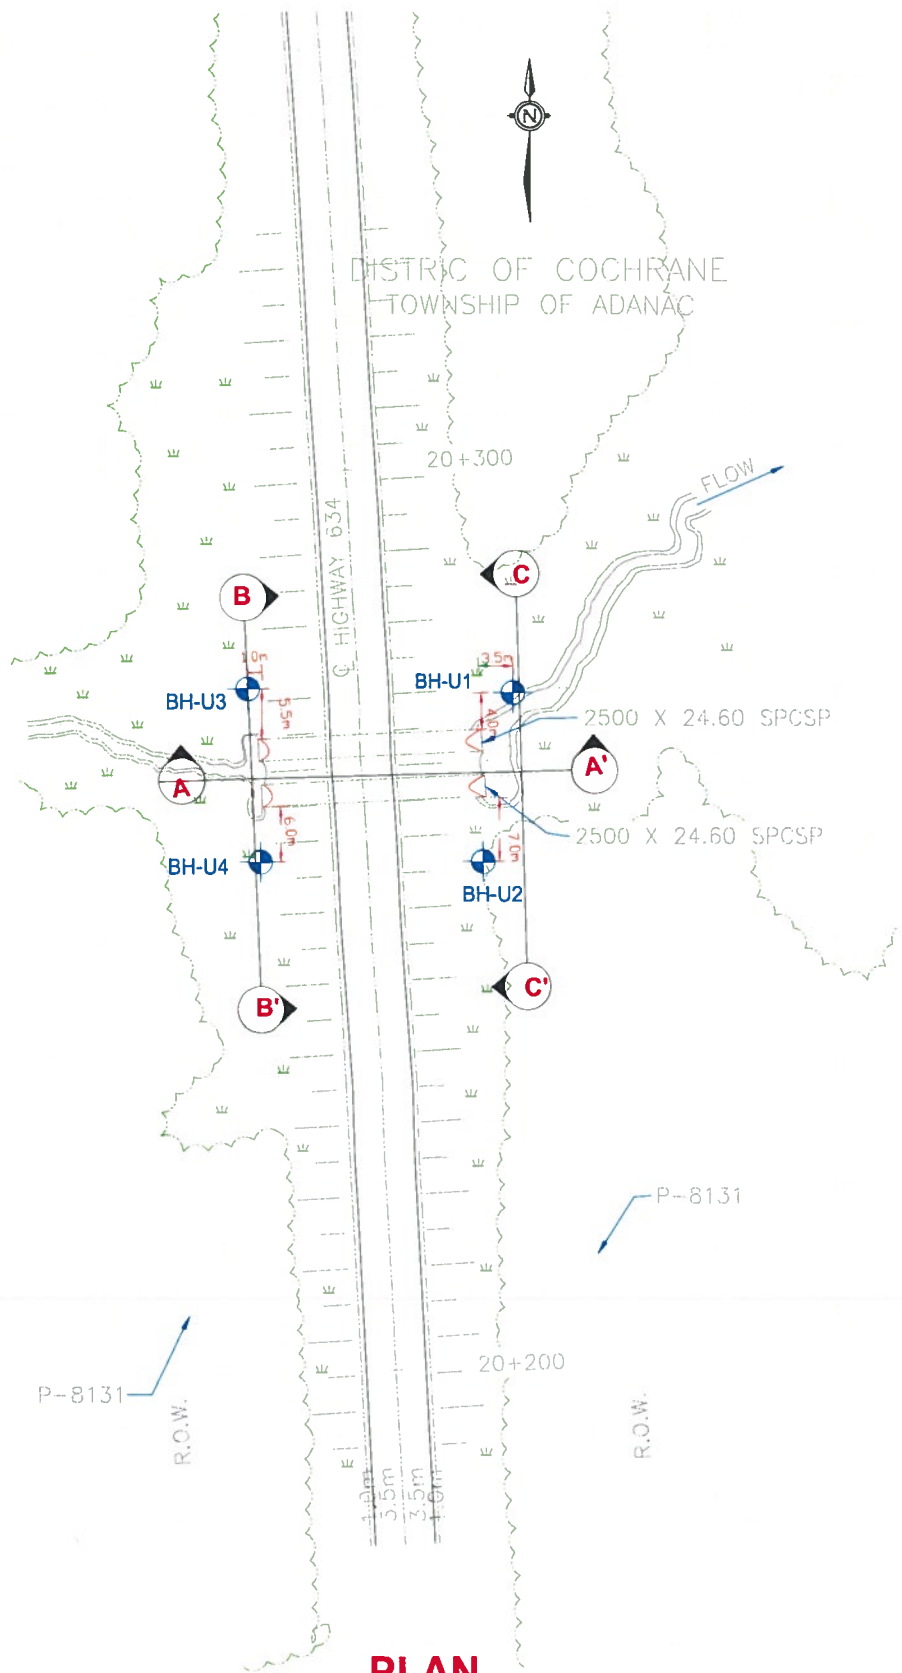 N
DISTRIC OF COCHRANE
TOWNSHIP OF ADANAC
20+300
FLOW
℄ HIGHWAY 634
B
C
1.0m
3.5m
BH-U3
BH-U1
5.5m
4.0m
2500 X 24.60 SPCSP
A
A'
6.0m
7.0m
2500 X 24.60 SPCSP
BH-U4
BH-U2
B'
C'
P-8131
20+200
P-8131
R.O.W.
R.O.W.
1.0m
3.5m
3.5m
1.0m
PLAN